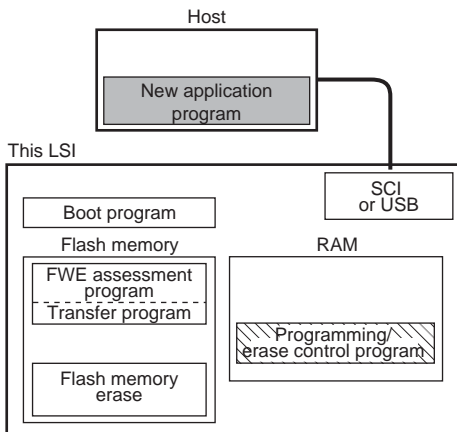 Host
New application
program
This LSI
SCI
or USB
Boot program
Flash memory
RAM
FWE assessment
program
Transfer program
Programming/
erase control program
Flash memory
erase